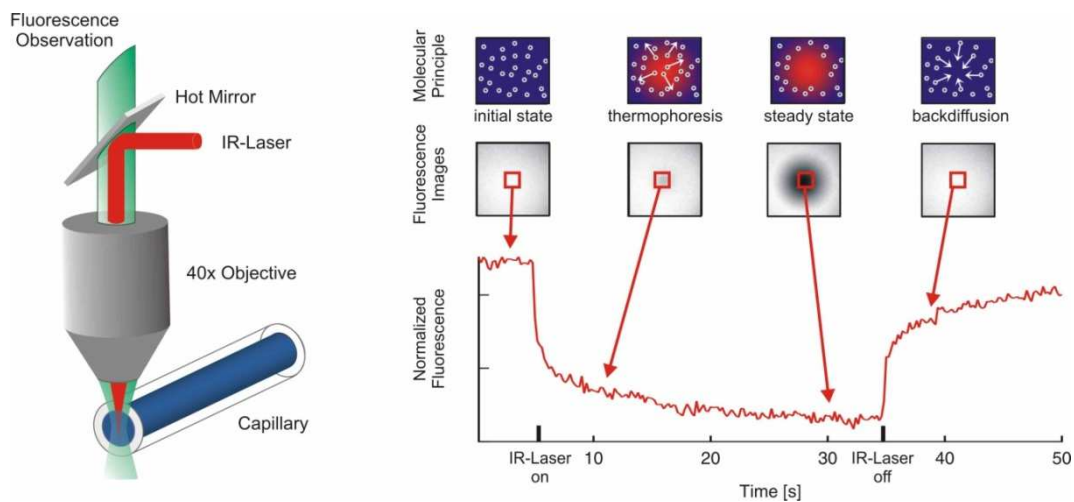 Fluorescence
Observation
Hot Mirror
IR-Laser
40x Objective
Capillary
Molecular
Principle
initial state
thermophoresis
steady state
backdiffusion
Fluorescence
Images
Normalized
Fluorescence
IR-Laser
on
10
20
30
IR-Laser
off
40
50
Time [s]